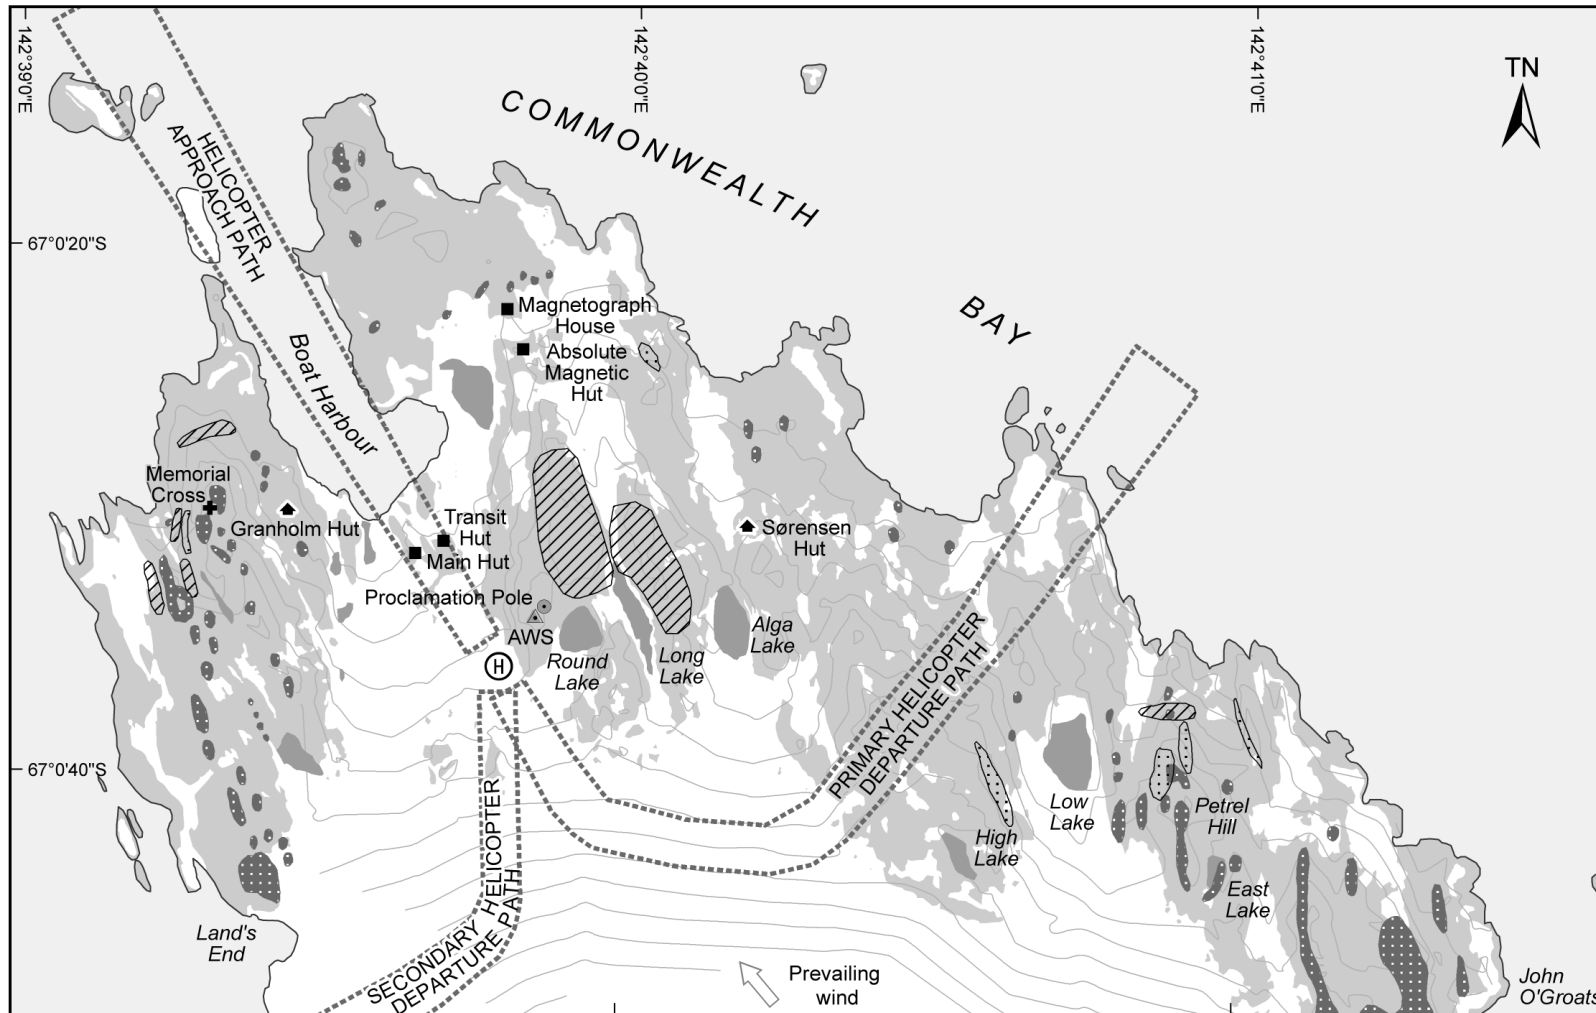 142°39'0"E
142°40'0"E
142°41'0"E
TN
COMMONWEALTH
BAY
HELICOPTER
APPROACH PATH
67°0'20"S
Boat Harbour
Magnetograph
House
Absolute
Magnetic
Hut
Memorial
Cross
Granholm Hut
Transit
Hut
Main Hut
Sørensen
Hut
Proclamation Pole
AWS
H
Round
Lake
Long
Lake
Alga
Lake
PRIMARY HELICOPTER
DEPARTURE PATH
67°0'40"S
High
Lake
Low
Lake
Petrel
Hill
East
Lake
SECONDARY HELICOPTER
DEPARTURE PATH
Land's
End
Prevailing
wind
John
O'Groats